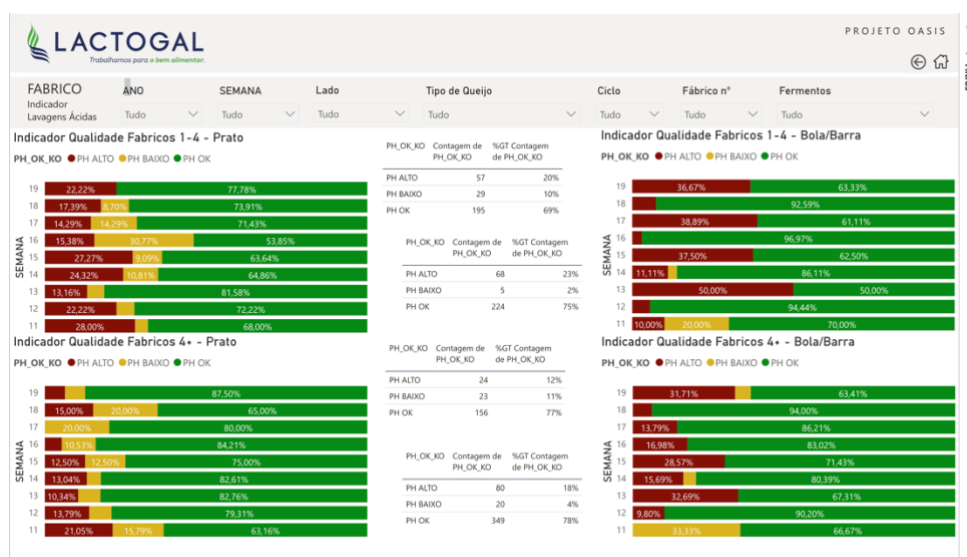 LACTOGAL
Trabalhamos para o bem alimentar.
PROJETO OASIS
FABRICO
Indicador
Lavagens Ácidas
ANO SEMANA Lado Tipo de Queijo Ciclo Fábrico nº Fermentos
Tudo Tudo Tudo Tudo Tudo Tudo Tudo
Indicador Qualidade Fabricos 1-4 - Prato
PH_OK_KO PH ALTO PH BAIXO PH OK
SEMANA
19 22,22% 77,78%
18 17,39% 8,70% 73,91%
17 14,29% 14,29% 71,43%
16 15,38% 30,77% 53,85%
15 27,27% 9,09% 63,64%
14 24,32% 10,81% 64,86%
13 13,16% 81,58%
12 22,22% 72,22%
11 28,00% 68,00%
PH_OK_KO Contagem de %GT Contagem
PH_OK_KO de PH_OK_KO
PH ALTO 57 20%
PH BAIXO 29 10%
PH OK 195 69%
PH_OK_KO Contagem de %GT Contagem
PH_OK_KO de PH_OK_KO
PH ALTO 68 23%
PH BAIXO 5 2%
PH OK 224 75%
Indicador Qualidade Fabricos 1-4 - Bola/Barra
PH_OK_KO PH ALTO PH BAIXO PH OK
SEMANA
19 36,67% 63,33%
18 92,59%
17 38,89% 61,11%
16 96,97%
15 37,50% 62,50%
14 11,11% 86,11%
13 50,00% 50,00%
12 94,44%
11 10,00% 20,00% 70,00%
Indicador Qualidade Fabricos 4+ - Prato
PH_OK_KO PH ALTO PH BAIXO PH OK
SEMANA
19 87,50%
18 15,00% 20,00% 65,00%
17 20,00% 80,00%
16 10,53% 84,21%
15 12,50% 12,50% 75,00%
14 13,04% 82,61%
13 10,34% 82,76%
12 13,79% 79,31%
11 21,05% 15,79% 63,16%
PH_OK_KO Contagem de %GT Contagem
PH_OK_KO de PH_OK_KO
PH ALTO 24 12%
PH BAIXO 23 11%
PH OK 156 77%
PH_OK_KO Contagem de %GT Contagem
PH_OK_KO de PH_OK_KO
PH ALTO 80 18%
PH BAIXO 20 4%
PH OK 349 78%
Indicador Qualidade Fabricos 4+ - Bola/Barra
PH_OK_KO PH ALTO PH BAIXO PH OK
SEMANA
19 31,71% 63,41%
18 94,00%
17 13,79% 86,21%
16 16,98% 83,02%
15 28,57% 71,43%
14 15,69% 80,39%
13 32,69% 67,31%
12 9,80% 90,20%
11 33,33% 66,67%